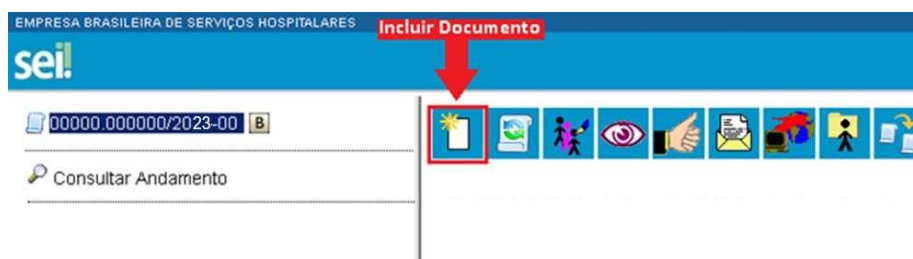 EMPRESA BRASILEIRA DE SERVIÇOS HOSPITALARES
Incluir Documento
sei!
00000.000000/2023-00 B
Consultar Andamento